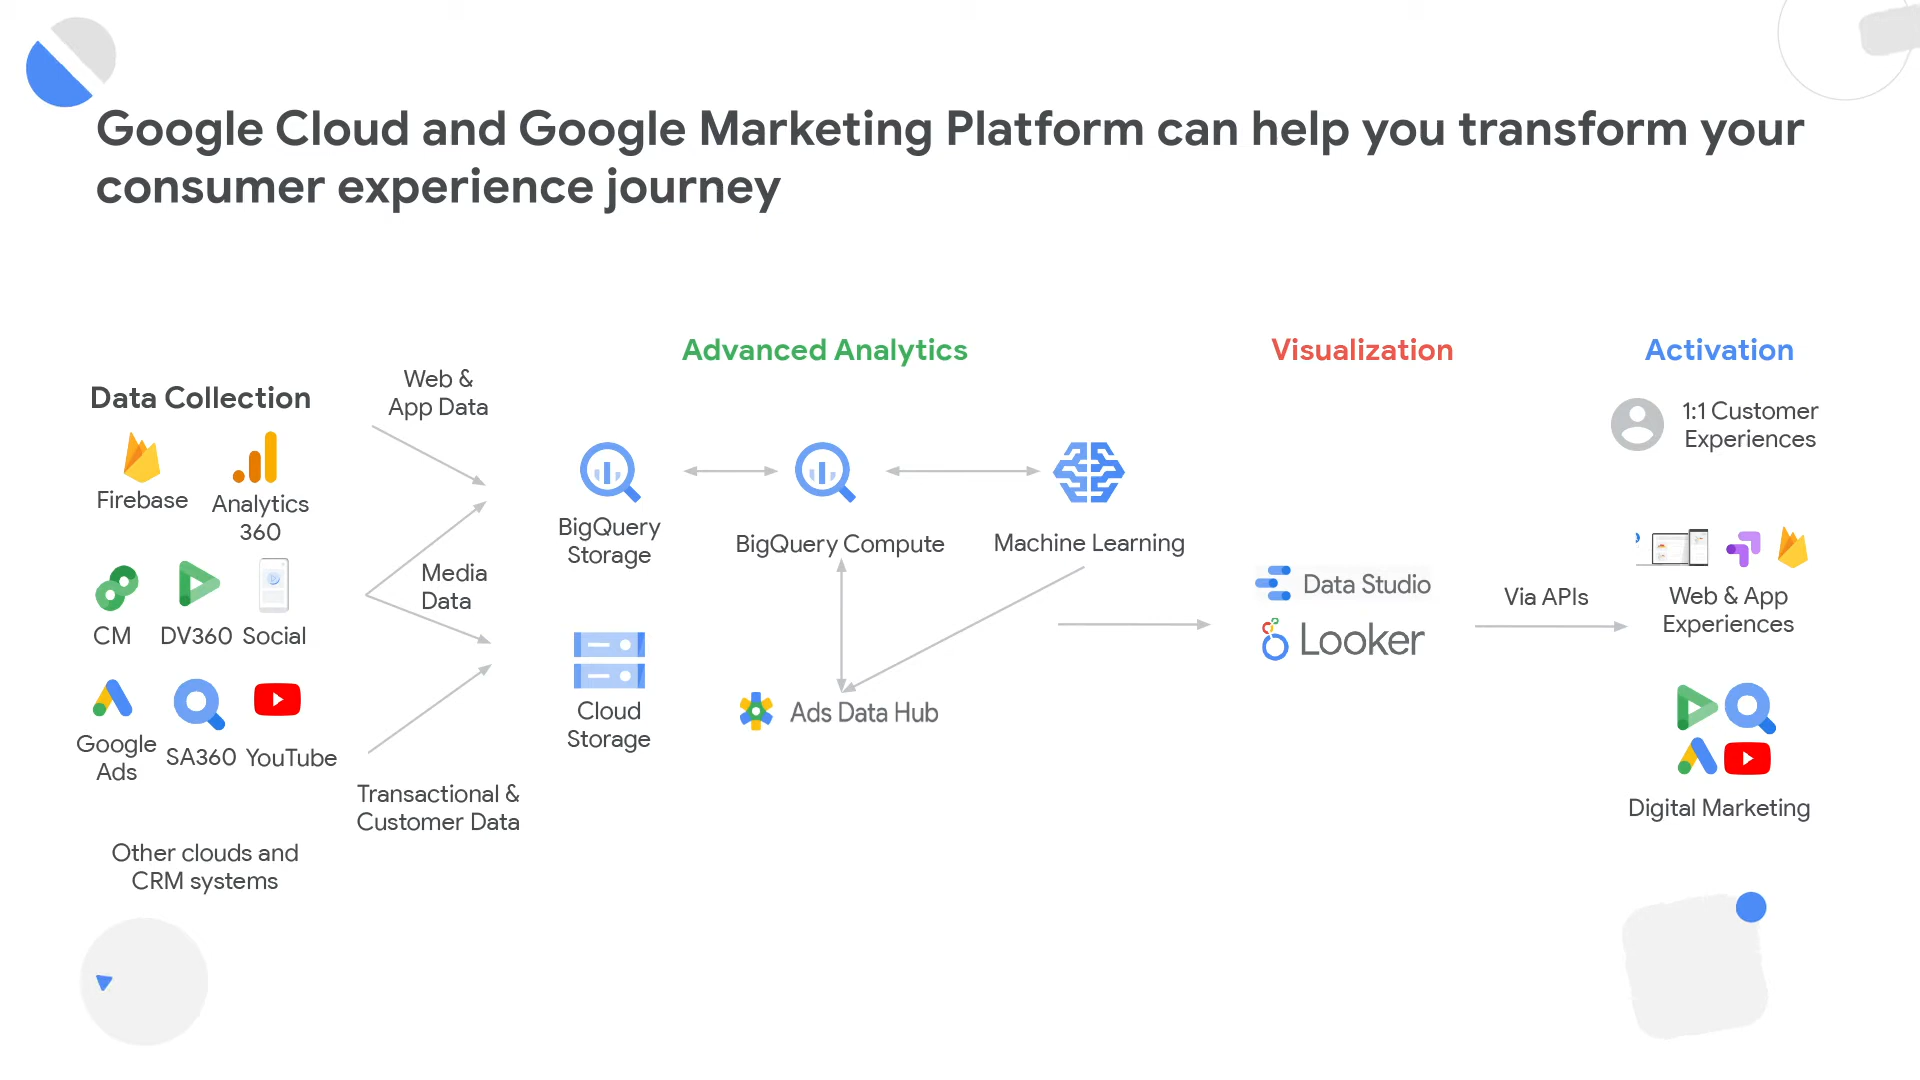 Google Cloud and Google Marketing Platform can help you transform your
consumer experience journey
Data Collection
Firebase
Analytics
360
CM
DV360
Social
Google
Ads
SA360
YouTube
Other clouds and
CRM systems
Web &
App Data
Media
Data
Transactional &
Customer Data
Advanced Analytics
BigQuery
Storage
BigQuery Compute
Machine Learning
Cloud
Storage
Ads Data Hub
Visualization
Data Studio
Looker
Via APIs
Activation
1:1 Customer
Experiences
Web & App
Experiences
Digital Marketing